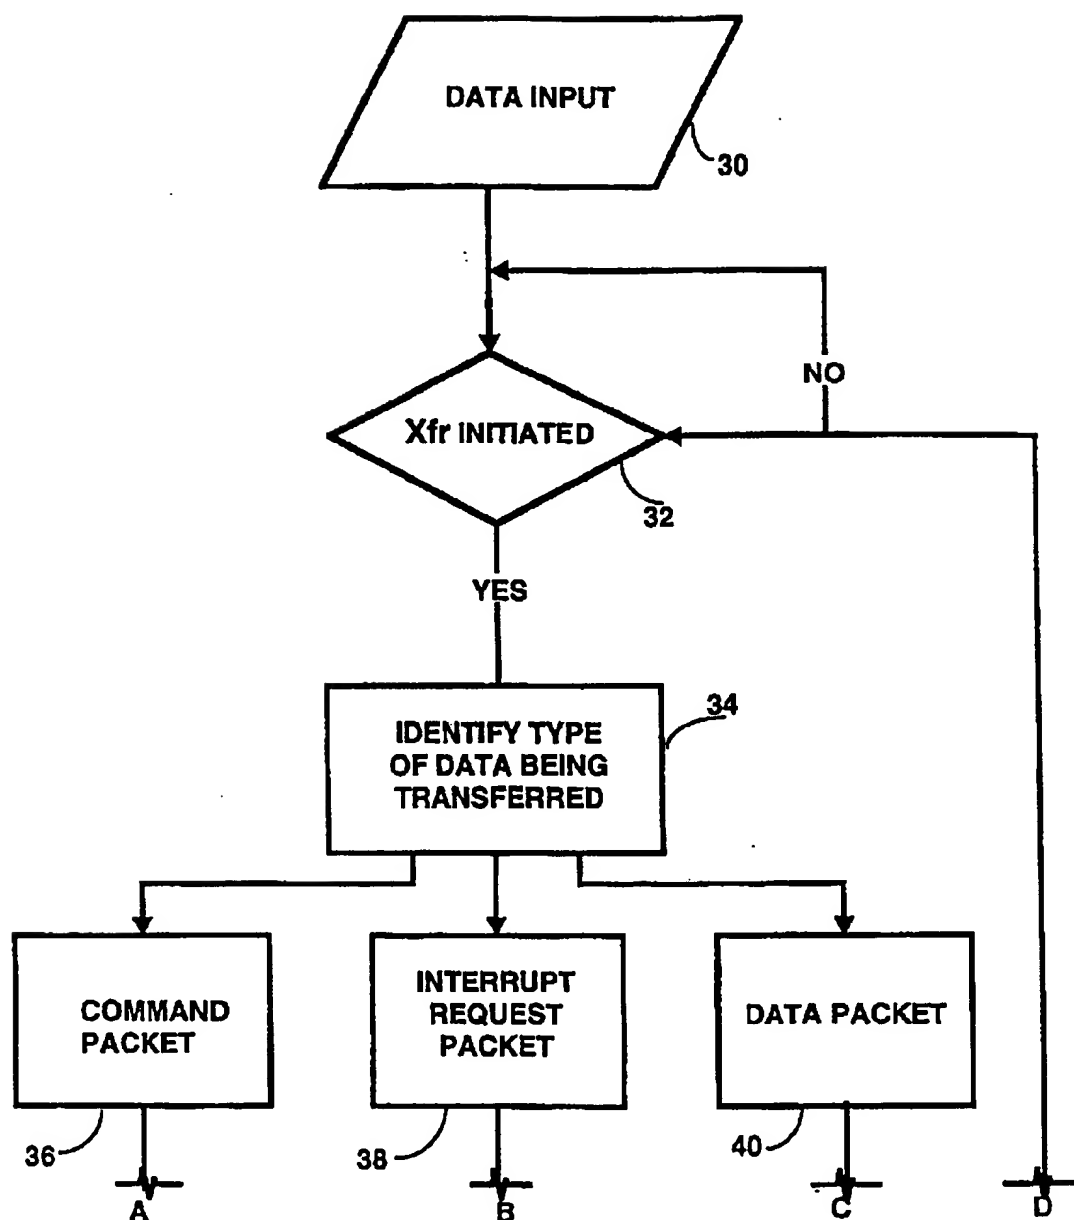 DATA INPUT
30
NO
Xfr INITIATED
32
YES
34
IDENTIFY TYPE
OF DATA BEING
TRANSFERRED
COMMAND
PACKET
INTERRUPT
REQUEST
PACKET
DATA PACKET
36
38
40
A
B
C
D